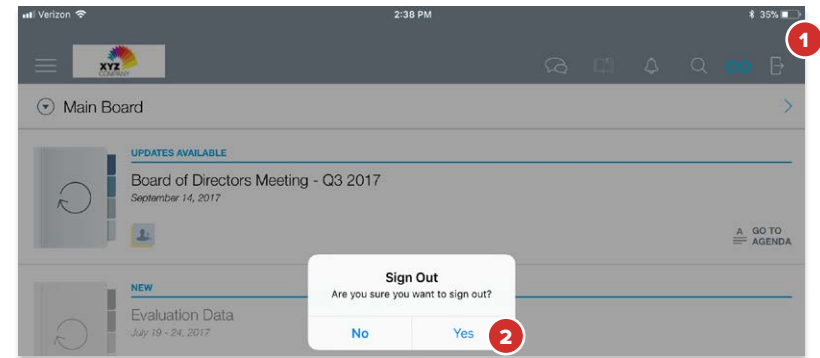 Verizon 2:38 PM 35%
1
XYZ
COMPANY
Main Board
UPDATES AVAILABLE
Board of Directors Meeting - Q3 2017
September 14, 2017
A GO TO
AGENDA
Sign Out
Are you sure you want to sign out?
No Yes 2
NEW
Evaluation Data
July 19 - 24, 2017